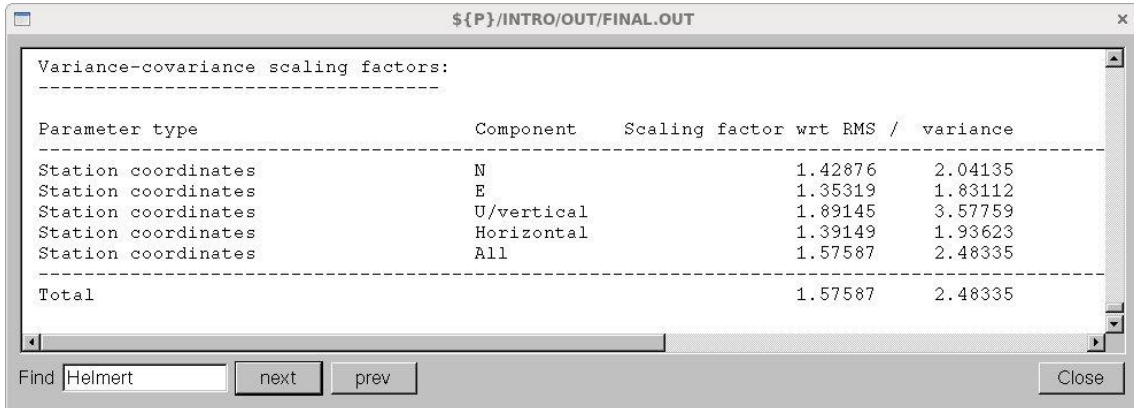 ${P}/INTRO/OUT/FINAL.OUT
Variance-covariance scaling factors:
-----------------------------------
Parameter type Component Scaling factor wrt RMS / variance
Station coordinates N 1.42876 2.04135
Station coordinates E 1.35319 1.83112
Station coordinates U/vertical 1.89145 3.57759
Station coordinates Horizontal 1.39149 1.93623
Station coordinates All 1.57587 2.48335
Total 1.57587 2.48335
Find Helmert next prev Close